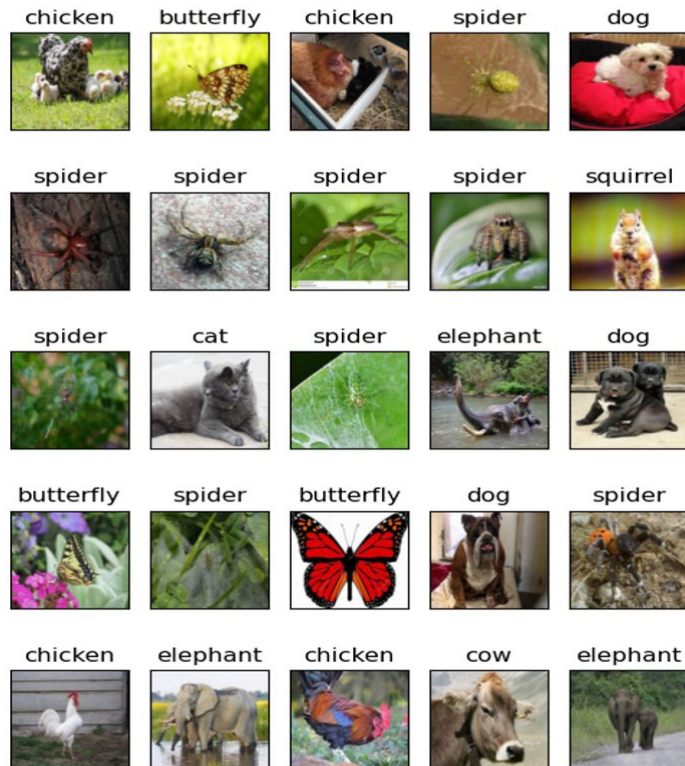 chicken butterfly chicken spider dog
spider spider spider spider squirrel
spider cat spider elephant dog
butterfly spider butterfly dog spider
chicken elephant chicken cow elephant